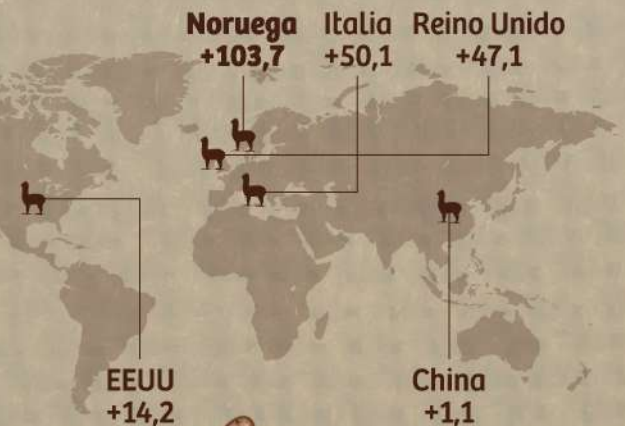 Noruega
+103,7
Italia
+50,1
Reino Unido
+47,1
EEUU
+14,2
China
+1,1